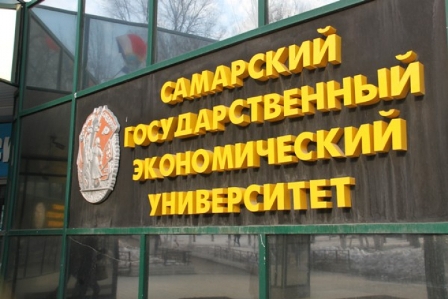 САМАРСКИЙ
ГОСУДАРСТВЕННЫЙ
ЭКОНОМИЧЕСКИЙ
УНИВЕРСИТЕТ